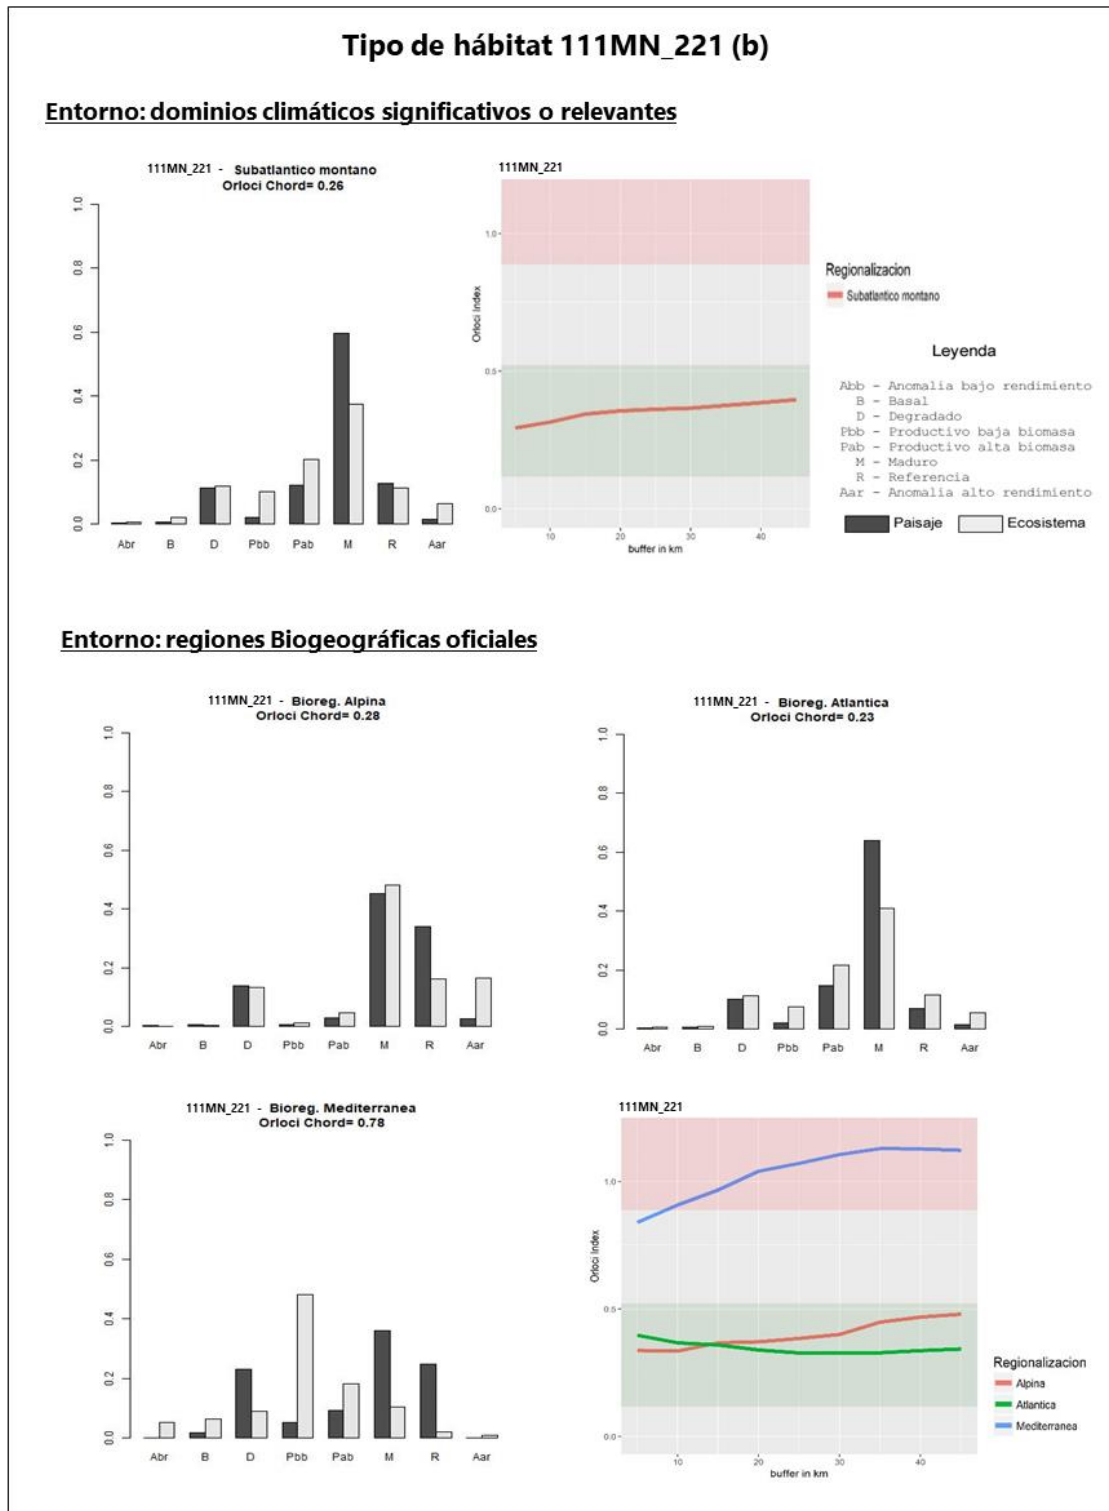 Tipo de hábitat 111MN_221 (b)
Entorno: dominios climáticos significativos o relevantes
111MN_221 - Subatlantico montano
Orloci Chord= 0.26
1.0
0.8
0.6
0.4
0.2
0.0
Abr B D Pbb Pab M R Aar
111MN_221
Orloci Index
1.0
0.5
0.0
10 20 30 40
buffer in km
Regionalizacion
Subatlantico montano
Leyenda
Abb - Anomalia bajo rendimiento
B - Basal
D - Degradado
Pbb - Productivo baja biomasa
Pab - Productivo alta biomasa
M - Maduro
R - Referencia
Aar - Anomalia alto rendimiento
Paisaje Ecosistema
Entorno: regiones Biogeográficas oficiales
111MN_221 - Bioreg. Alpina
Orloci Chord= 0.28
1.0
0.8
0.6
0.4
0.2
0.0
Abr B D Pbb Pab M R Aar
111MN_221 - Bioreg. Atlantica
Orloci Chord= 0.23
1.0
0.8
0.6
0.4
0.2
0.0
Abr B D Pbb Pab M R Aar
111MN_221 - Bioreg. Mediterranea
Orloci Chord= 0.78
1.0
0.8
0.6
0.4
0.2
0.0
Abr B D Pbb Pab M R Aar
111MN_221
Orloci Index
1.0
0.5
0.0
10 20 30 40
buffer in km
Regionalizacion
Alpina
Atlantica
Mediterranea